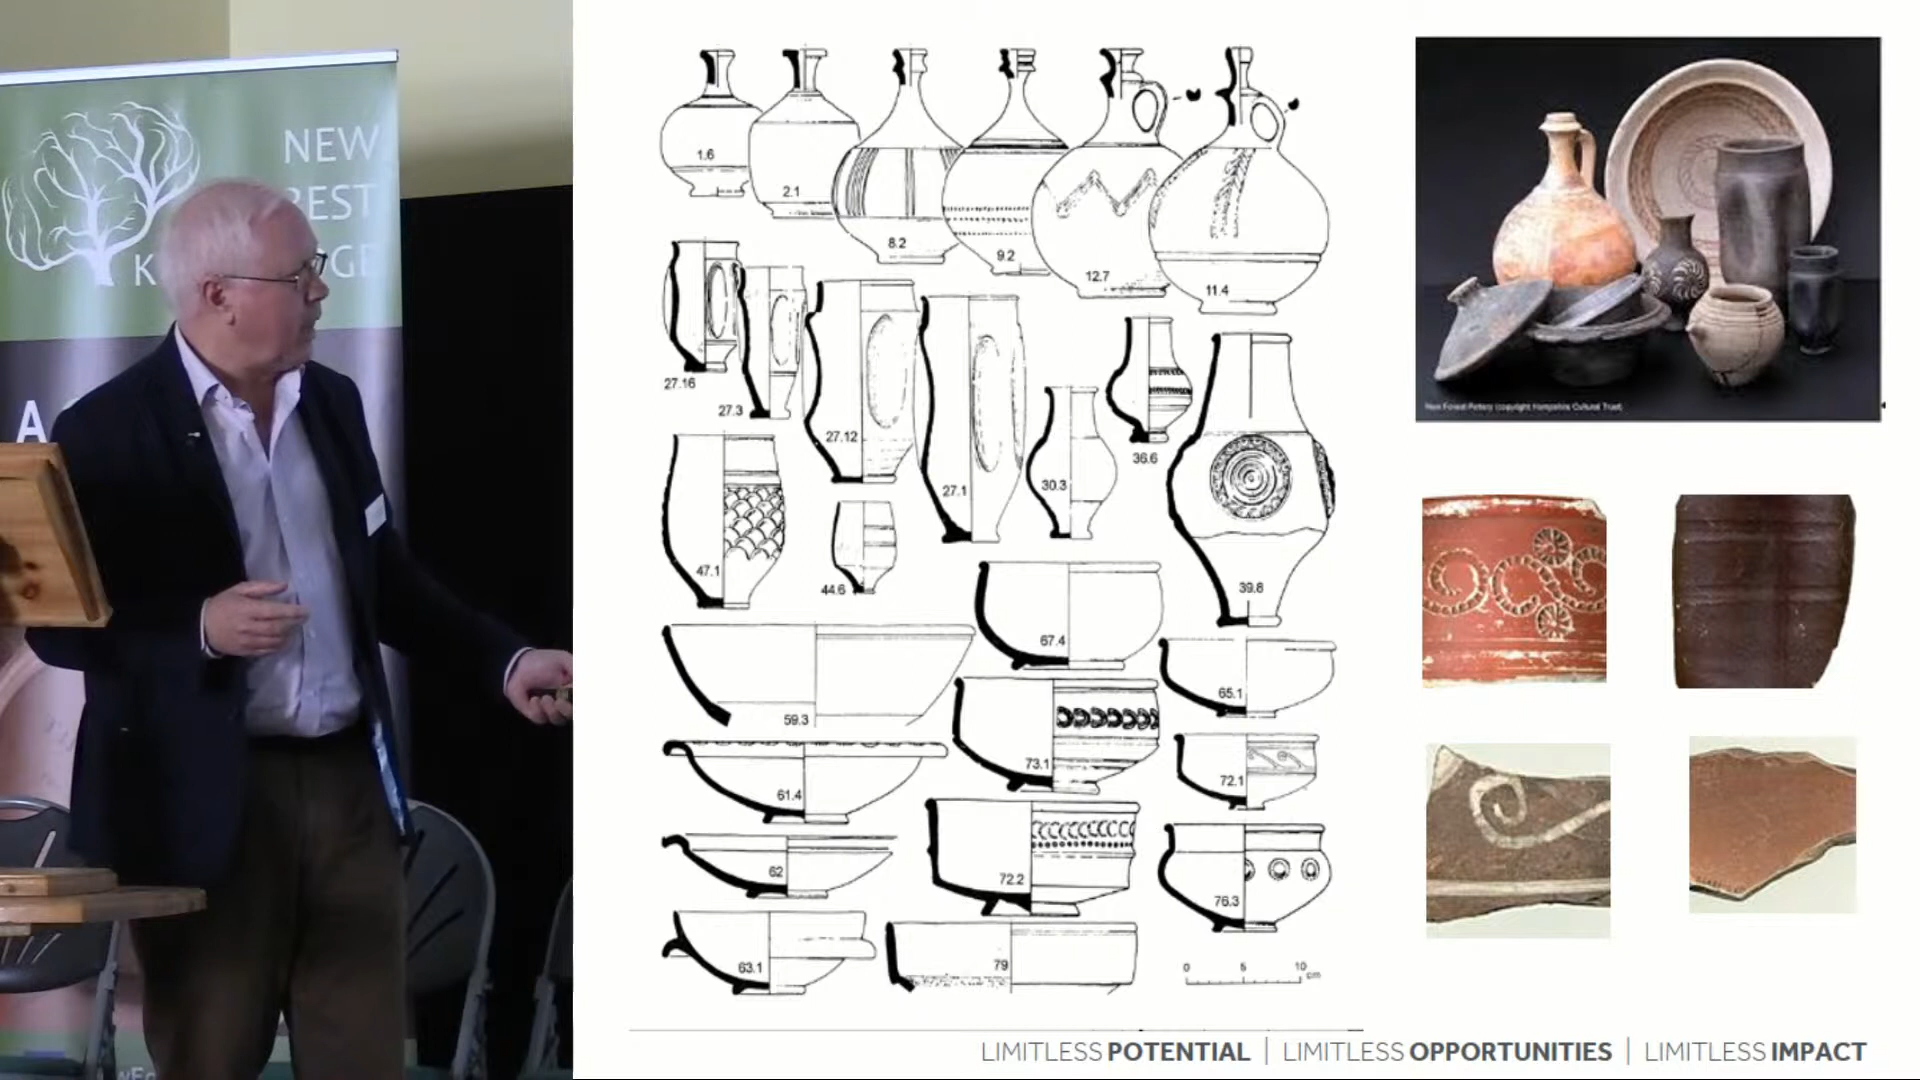 NEW
REST
K
GE
A
1.6
2.1
8.2
9.2
12.7
11.4
27.16
27.3
27.12
27.1
30.3
36.6
39.8
47.1
44.6
67.4
65.1
59.3
73.1
72.1
61.4
62
72.2
76.3
63.1
79
0 5 10
cm
New Forest Pottery (copyright Hampshire Cultural Trust)
LIMITLESS POTENTIAL | LIMITLESS OPPORTUNITIES | LIMITLESS IMPACT